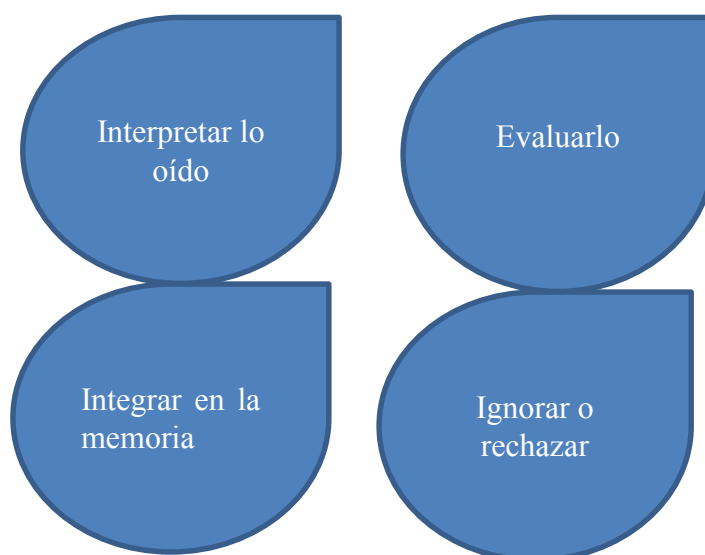 Interpretar lo
oído
Evaluarlo
Integrar en la
memoria
Ignorar o
rechazar